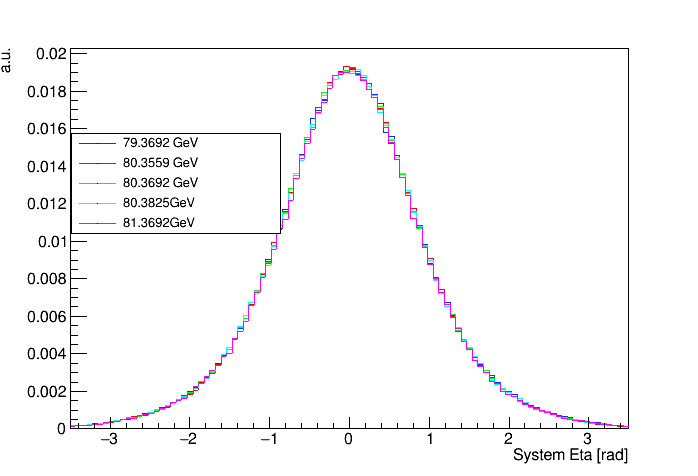 a.u.
0.02
0.018
0.016
0.014
0.012
0.01
0.008
0.006
0.004
0.002
0
79.3692 GeV
80.3559 GeV
80.3692 GeV
80.3825GeV
81.3692GeV
−3 −2 −1 0 1 2 3
System Eta [rad]